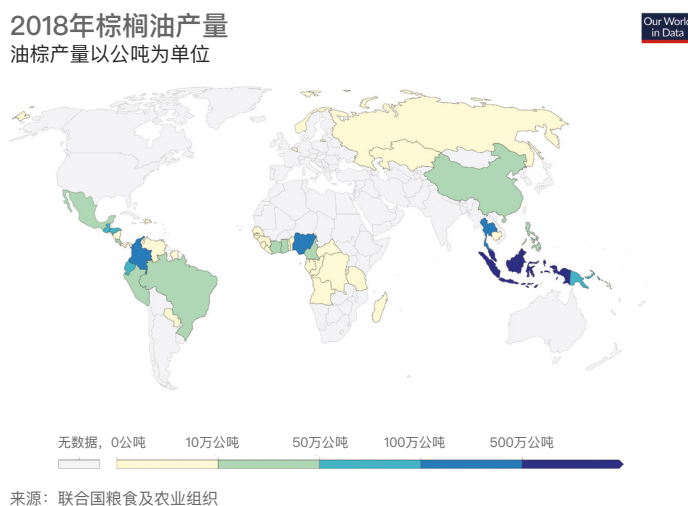 2018年棕榈油产量
油棕产量以公吨为单位
Our World
in Data
无数据，0公吨
10万公吨
50万公吨
100万公吨
500万公吨
来源：联合国粮食及农业组织